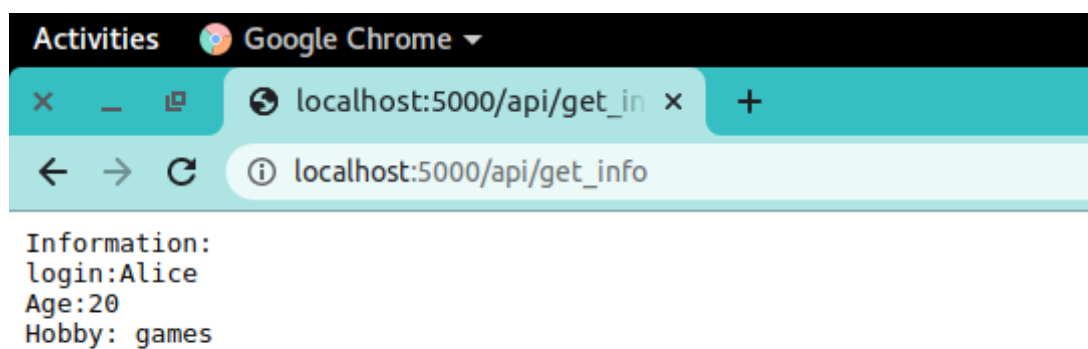 Activities Google Chrome
localhost:5000/api/get_in
localhost:5000/api/get_info
Information:
login:Alice
Age:20
Hobby: games